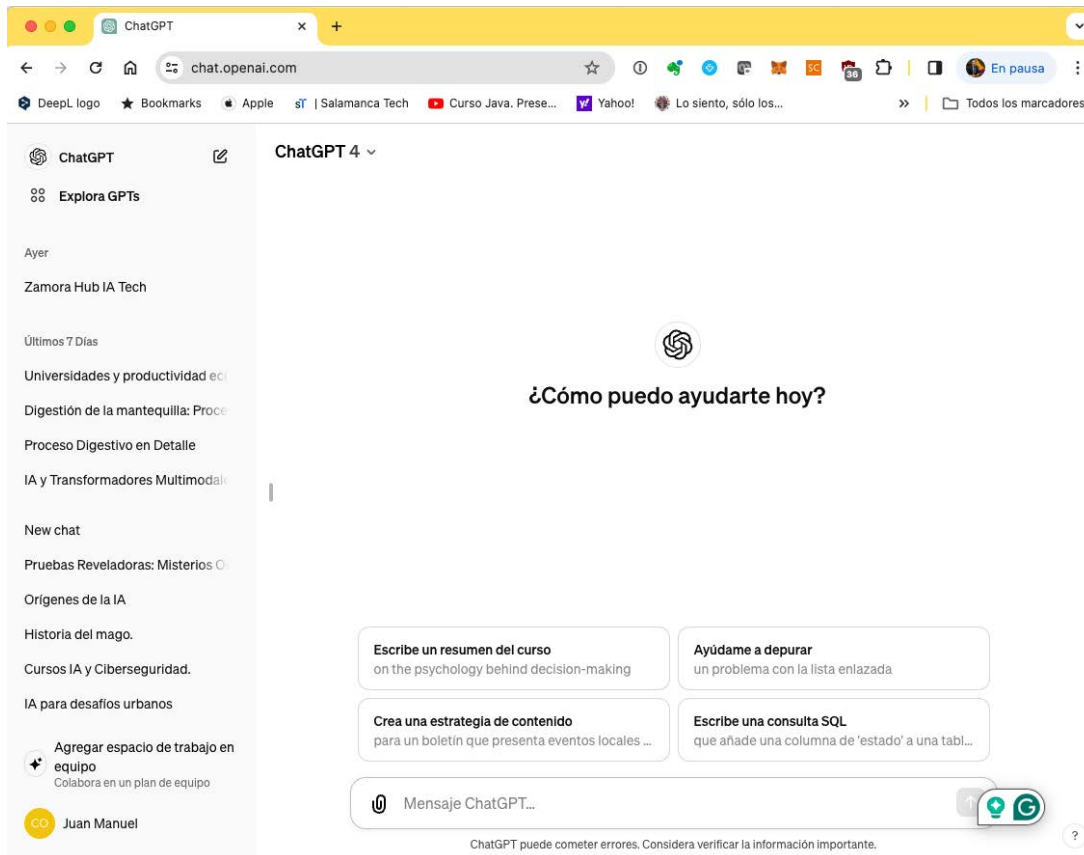 ChatGPT
chat.openai.com
36
En pausa
DeepL logo
Bookmarks
Apple
sT | Salamanca Tech
Curso Java. Prese...
Yahoo!
Lo siento, sólo los...
»
Todos los marcadores
ChatGPT
Explora GPTs
Ayer
Zamora Hub IA Tech
Últimos 7 Días
Universidades y productividad ec
Digestión de la mantequilla: Proce
Proceso Digestivo en Detalle
IA y Transformadores Multimodal
New chat
Pruebas Reveladoras: Misterios O
Orígenes de la IA
Historia del mago.
Cursos IA y Ciberseguridad.
IA para desafíos urbanos
Agregar espacio de trabajo en
equipo
Colabora en un plan de equipo
CO
Juan Manuel
ChatGPT 4
¿Cómo puedo ayudarte hoy?
Escribe un resumen del curso
on the psychology behind decision-making
Ayúdame a depurar
un problema con la lista enlazada
Crea una estrategia de contenido
para un boletín que presenta eventos locales ...
Escribe una consulta SQL
que añade una columna de 'estado' a una tabl...
Mensaje ChatGPT...
ChatGPT puede cometer errores. Considera verificar la información importante.
?